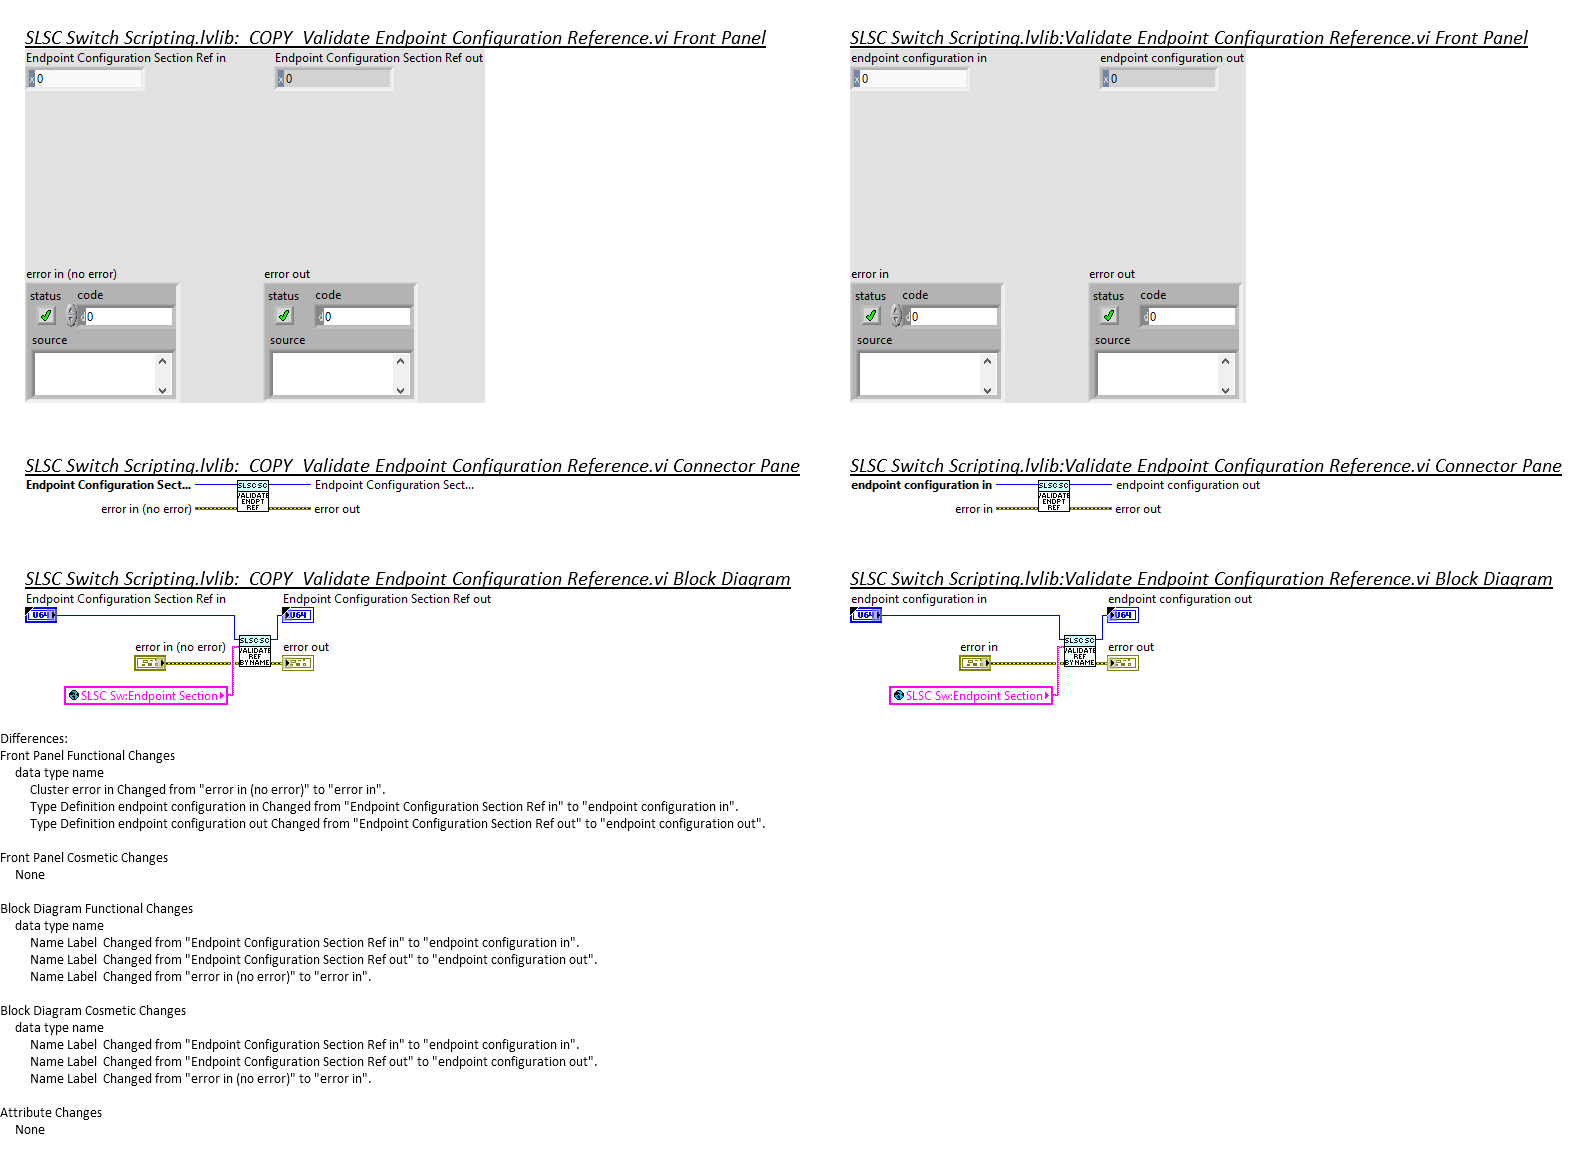 SLSC Switch Scripting.lvlib:_COPY_Validate Endpoint Configuration Reference.vi Front Panel
Endpoint Configuration Section Ref in
Endpoint Configuration Section Ref out
x 0
x 0
error in (no error)
error out
status code
status code
d 0
d 0
source
source
SLSC Switch Scripting.lvlib:Validate Endpoint Configuration Reference.vi Front Panel
endpoint configuration in
endpoint configuration out
x 0
x 0
error in
error out
status code
status code
d 0
d 0
source
source
SLSC Switch Scripting.lvlib:_COPY_Validate Endpoint Configuration Reference.vi Connector Pane
Endpoint Configuration Sect...
SLSC SC
VALIDATE
ENDPT
REF
Endpoint Configuration Sect...
error in (no error)
error out
SLSC Switch Scripting.lvlib:Validate Endpoint Configuration Reference.vi Connector Pane
endpoint configuration in
SLSC SC
VALIDATE
ENDPT
REF
endpoint configuration out
error in
error out
SLSC Switch Scripting.lvlib:_COPY_Validate Endpoint Configuration Reference.vi Block Diagram
Endpoint Configuration Section Ref in
Endpoint Configuration Section Ref out
U64
U64
SLSC SC
VALIDATE
REF
BY NAME
error in (no error)
error out
SLSC Sw:Endpoint Section
SLSC Switch Scripting.lvlib:Validate Endpoint Configuration Reference.vi Block Diagram
endpoint configuration in
endpoint configuration out
U64
U64
SLSC SC
VALIDATE
REF
BY NAME
error in
error out
SLSC Sw:Endpoint Section
Differences:
Front Panel Functional Changes
data type name
Cluster error in Changed from "error in (no error)" to "error in".
Type Definition endpoint configuration in Changed from "Endpoint Configuration Section Ref in" to "endpoint configuration in".
Type Definition endpoint configuration out Changed from "Endpoint Configuration Section Ref out" to "endpoint configuration out".
Front Panel Cosmetic Changes
None
Block Diagram Functional Changes
data type name
Name Label  Changed from "Endpoint Configuration Section Ref in" to "endpoint configuration in".
Name Label  Changed from "Endpoint Configuration Section Ref out" to "endpoint configuration out".
Name Label  Changed from "error in (no error)" to "error in".
Block Diagram Cosmetic Changes
data type name
Name Label  Changed from "Endpoint Configuration Section Ref in" to "endpoint configuration in".
Name Label  Changed from "Endpoint Configuration Section Ref out" to "endpoint configuration out".
Name Label  Changed from "error in (no error)" to "error in".
Attribute Changes
None